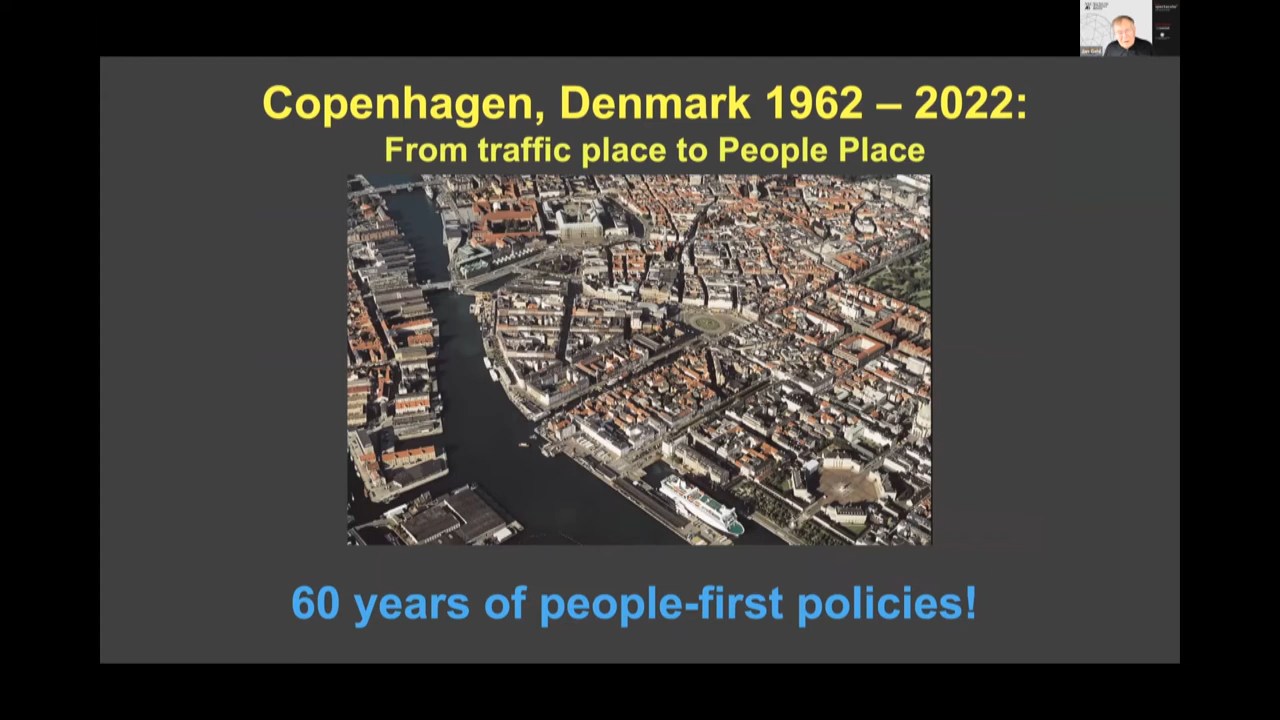 Copenhagen, Denmark 1962 – 2022:
From traffic place to People Place
60 years of people-first policies!